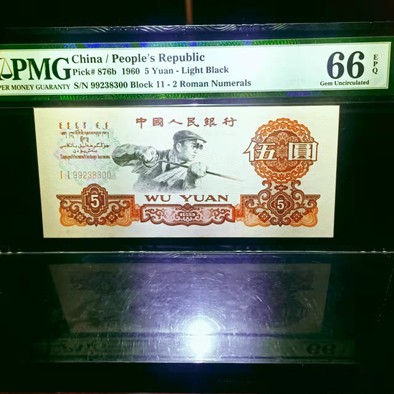 PMG
PER MONEY GUARANTY
China / People's Republic
Pick# 876b 1960 5 Yuan - Light Black
S/N 99238300 Block 11 - 2 Roman Numerals
66 EPQ
Gem Uncirculated
中國人民銀行
伍圓
I I 99238300
5
WU YUAN
5